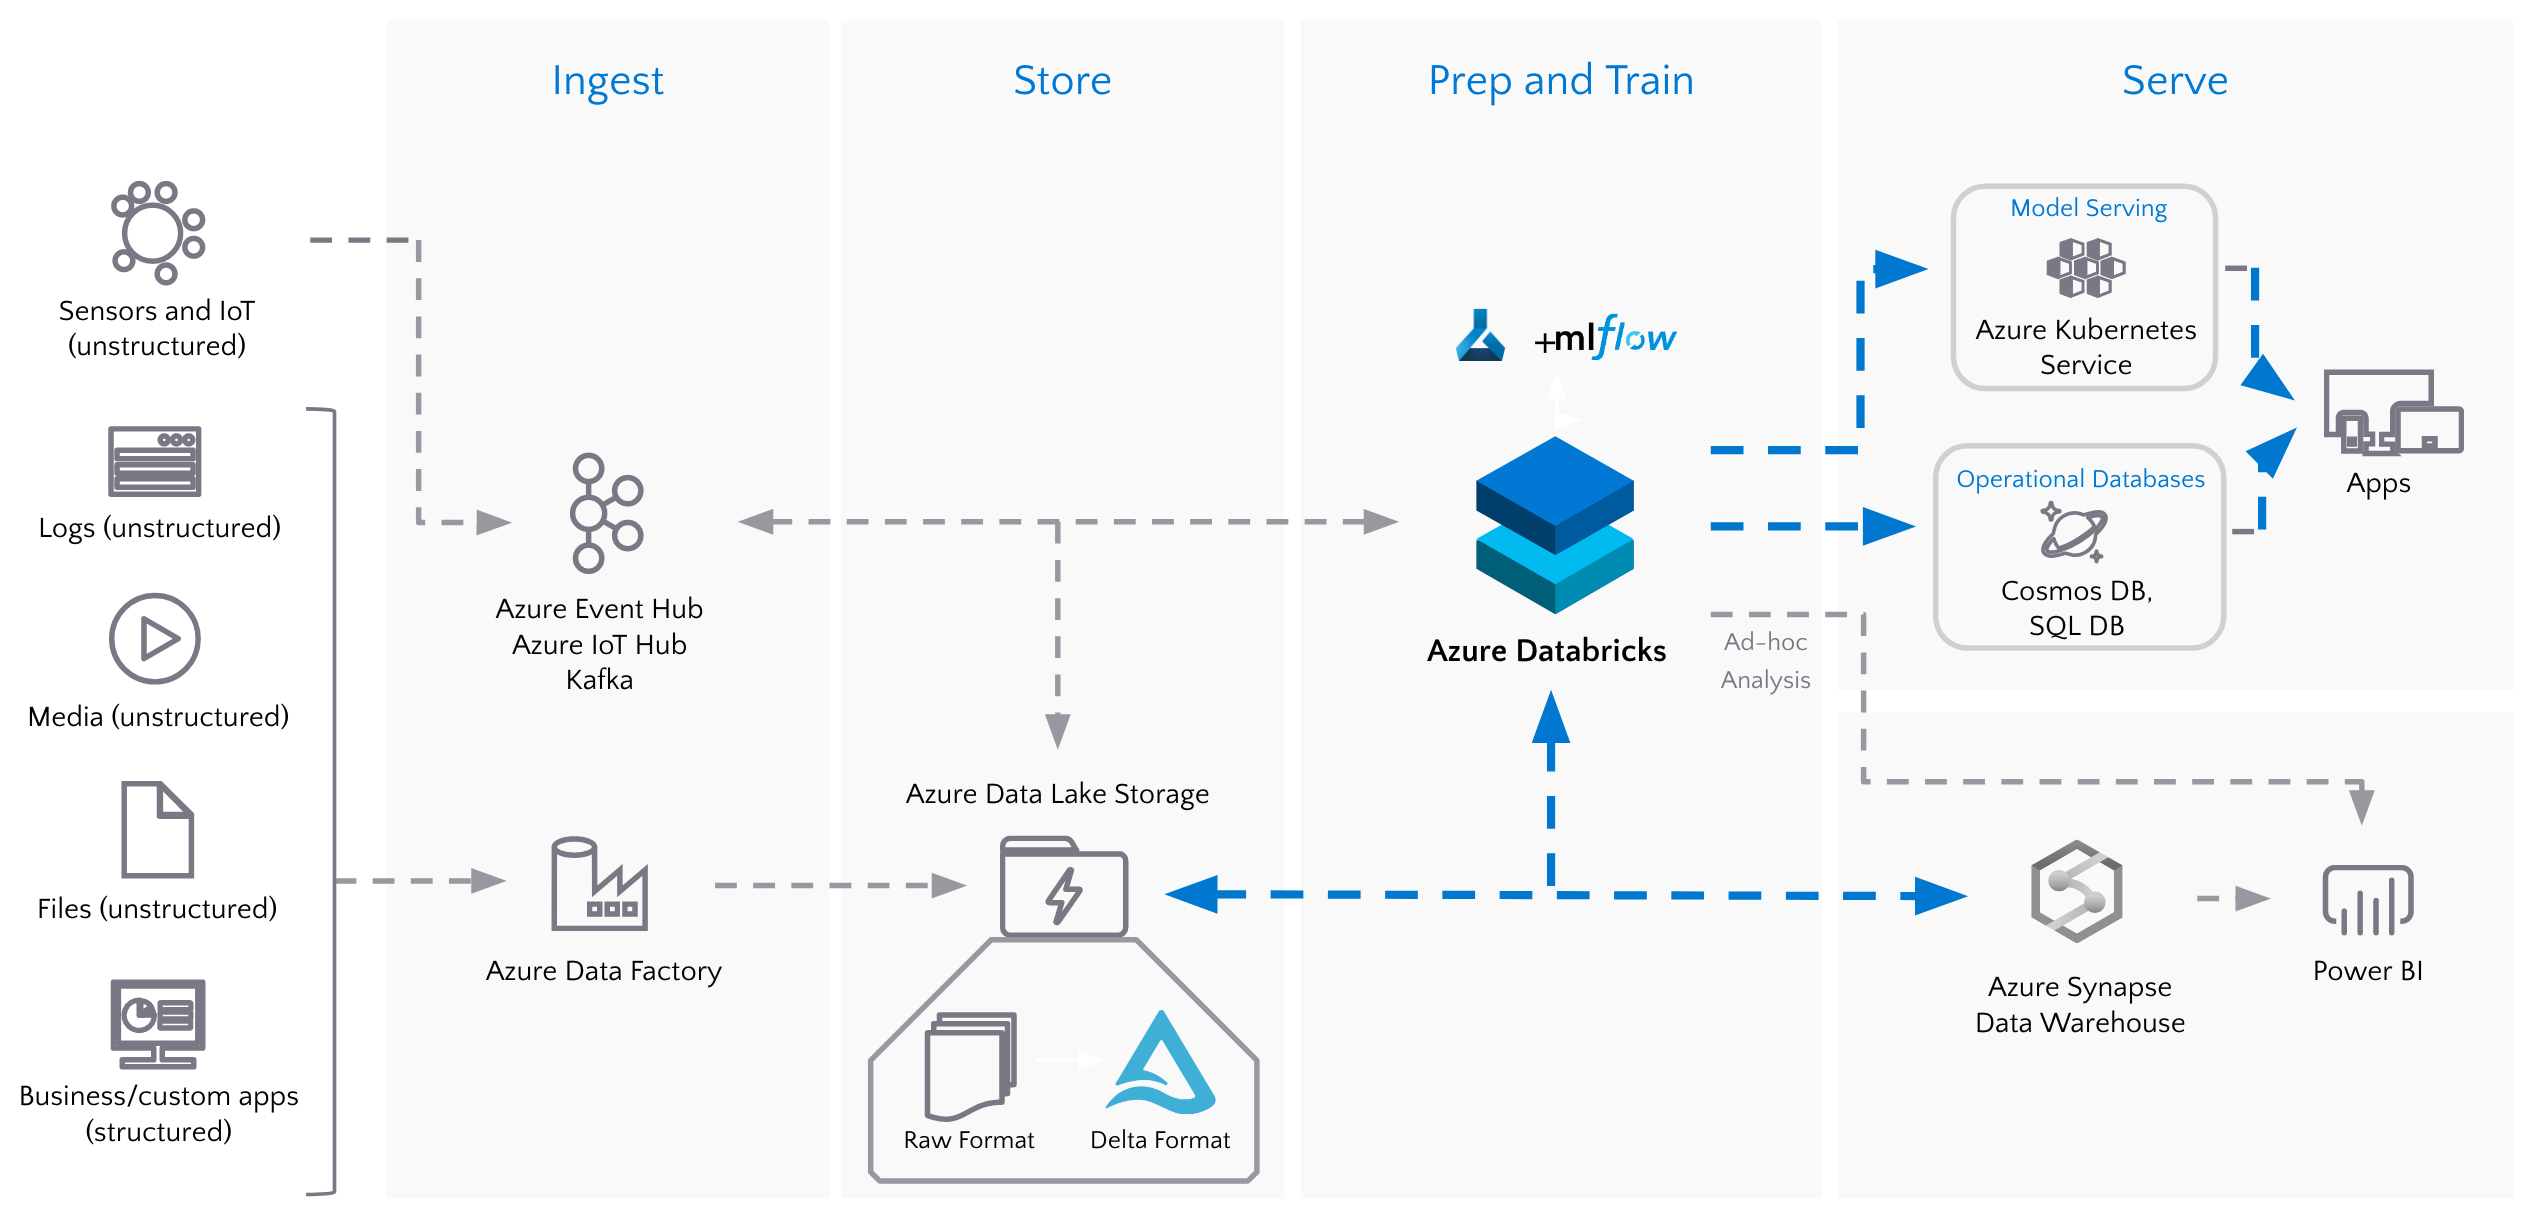 Ingest
Store
Prep and Train
Serve
Sensors and IoT
(unstructured)
Logs (unstructured)
Media (unstructured)
Files (unstructured)
Business/custom apps
(structured)
Azure Event Hub
Azure IoT Hub
Kafka
Azure Data Factory
Azure Data Lake Storage
Raw Format
Delta Format
+mlflow
Azure Databricks
Ad-hoc
Analysis
Model Serving
Azure Kubernetes
Service
Operational Databases
Cosmos DB,
SQL DB
Apps
Azure Synapse
Data Warehouse
Power BI